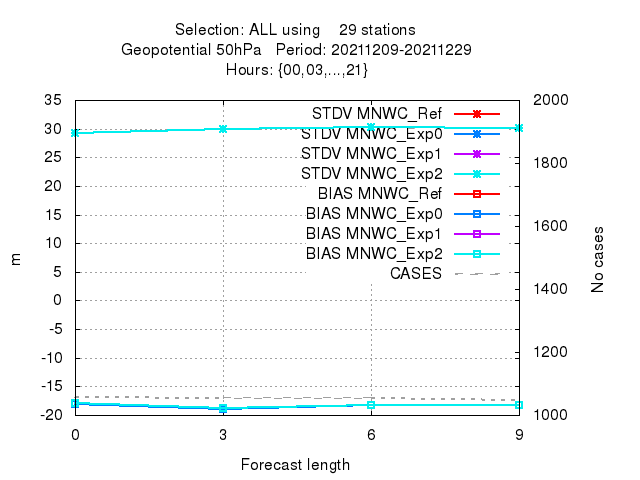 Selection: ALL using 29 stations
Geopotential 50hPa Period: 20211209-20211229
Hours: {00,03,...,21}
35
30
25
20
15
10
5
0
-5
-10
-15
-20
m
STDV MNWC_Ref
STDV MNWC_Exp0
STDV MNWC_Exp1
STDV MNWC_Exp2
BIAS MNWC_Ref
BIAS MNWC_Exp0
BIAS MNWC_Exp1
BIAS MNWC_Exp2
CASES
2000
1800
1600
1400
1200
1000
No cases
0 3 6 9
Forecast length